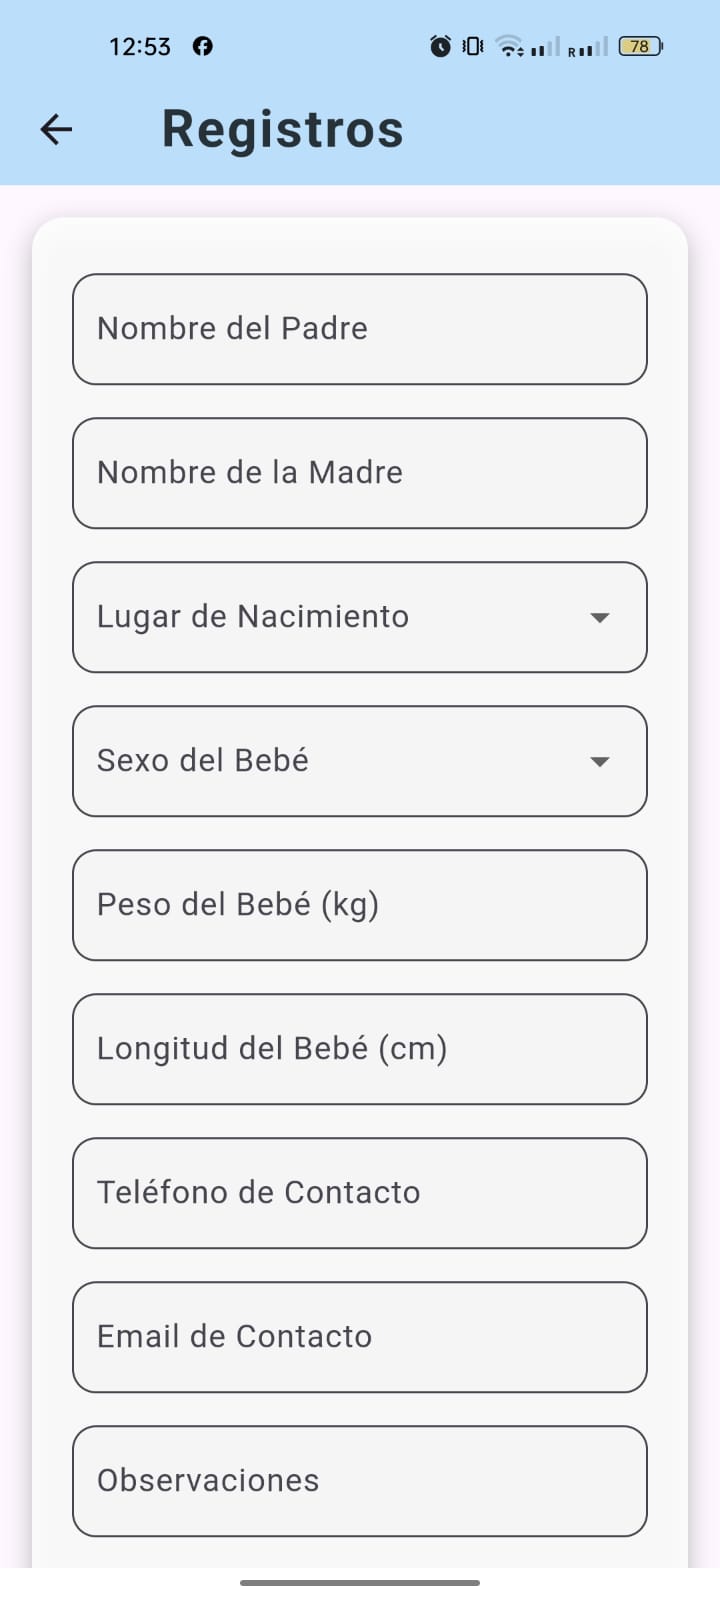 12:53
R
78
Registros
Nombre del Padre
Nombre de la Madre
Lugar de Nacimiento
Sexo del Bebé
Peso del Bebé (kg)
Longitud del Bebé (cm)
Teléfono de Contacto
Email de Contacto
Observaciones